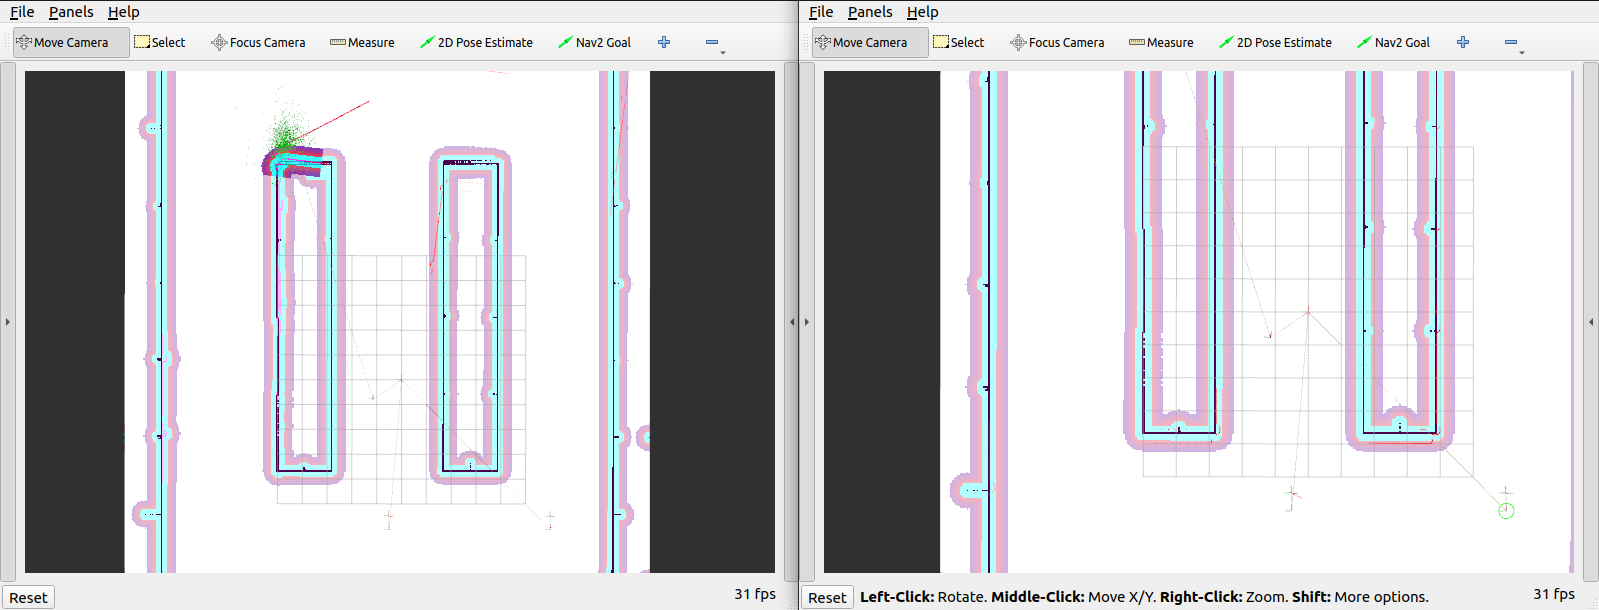 File Panels Help
Move Camera Select Focus Camera Measure 2D Pose Estimate Nav2 Goal
Reset 31 fps
File Panels Help
Move Camera Select Focus Camera Measure 2D Pose Estimate Nav2 Goal
Reset Left-Click: Rotate. Middle-Click: Move X/Y. Right-Click: Zoom. Shift: More options. 31 fps